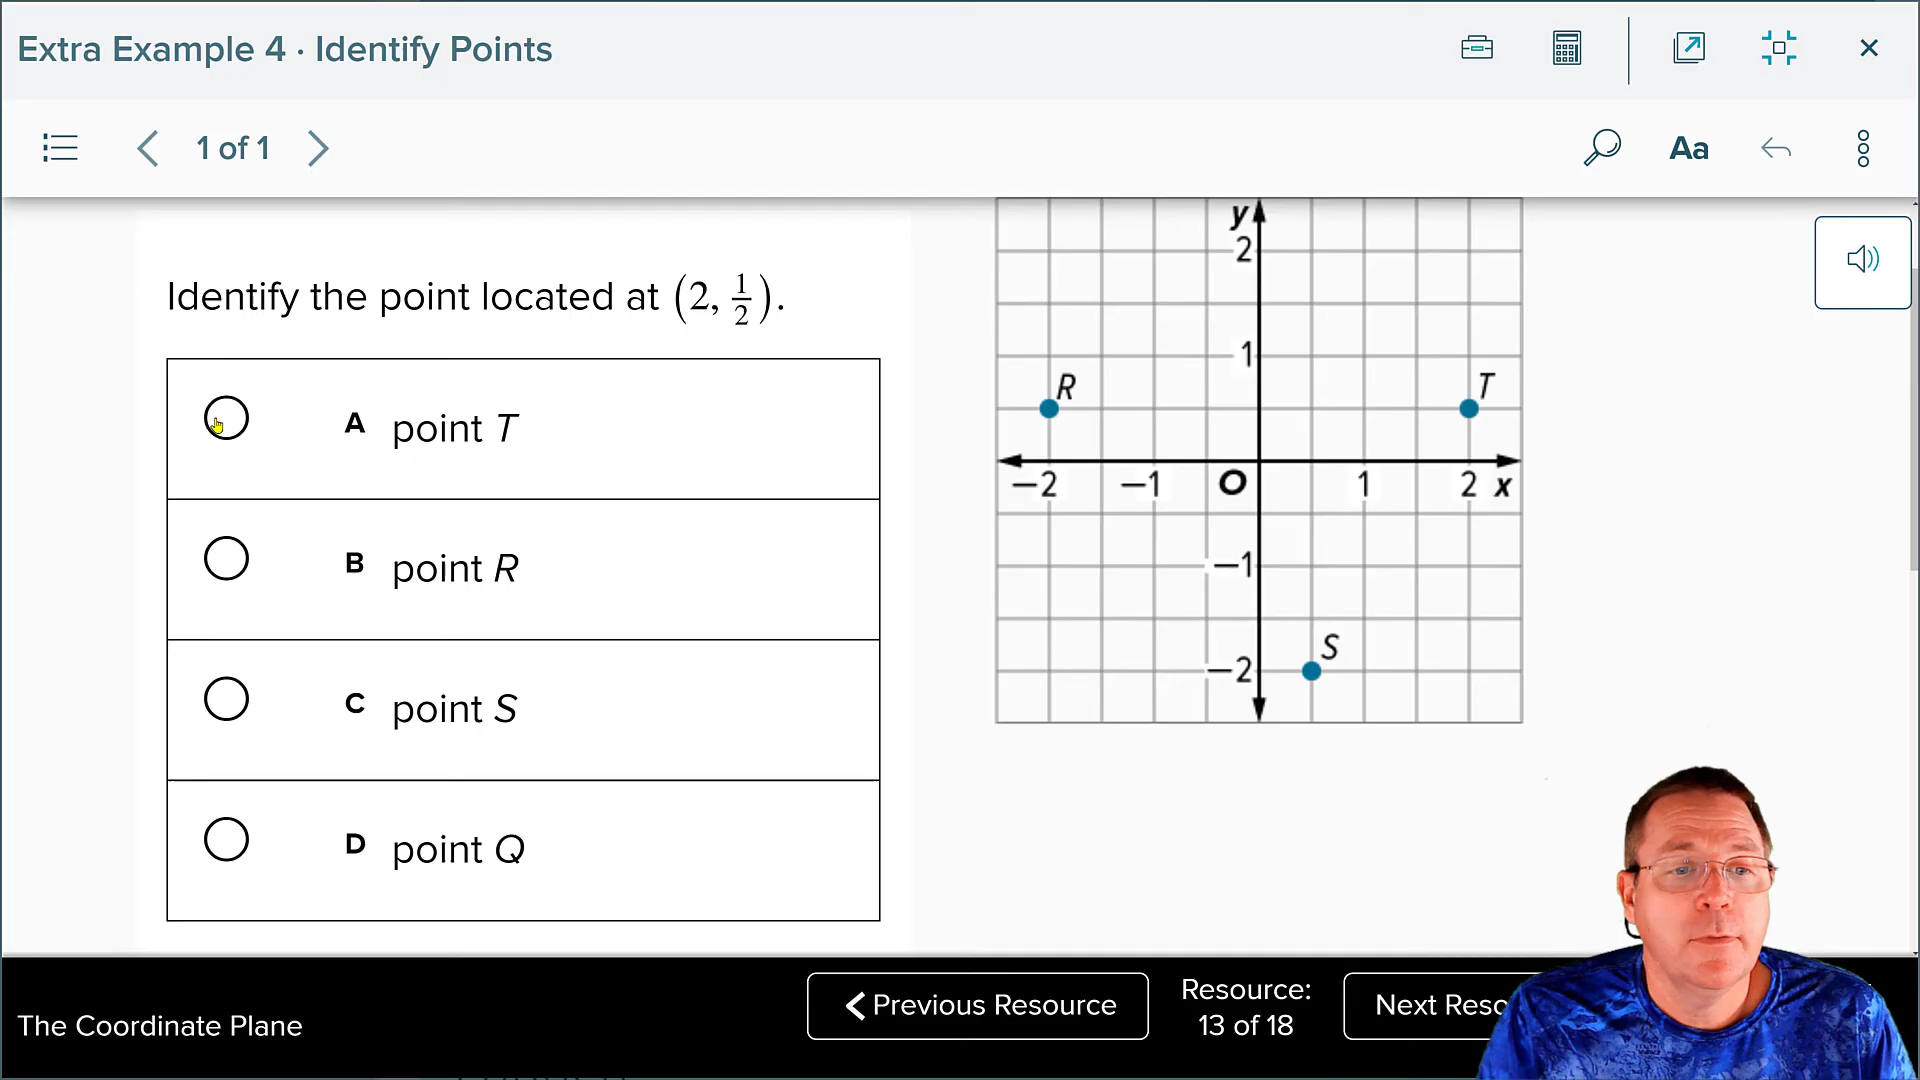 Extra Example 4 · Identify Points
1 of 1
Aa
Identify the point located at (2, 1/2).
A point T
B point R
C point S
D point Q
y
2
1
R
T
−2 −1 O 1 2 x
−1
S
−2
The Coordinate Plane
Previous Resource
Resource:
13 of 18
Next Reso